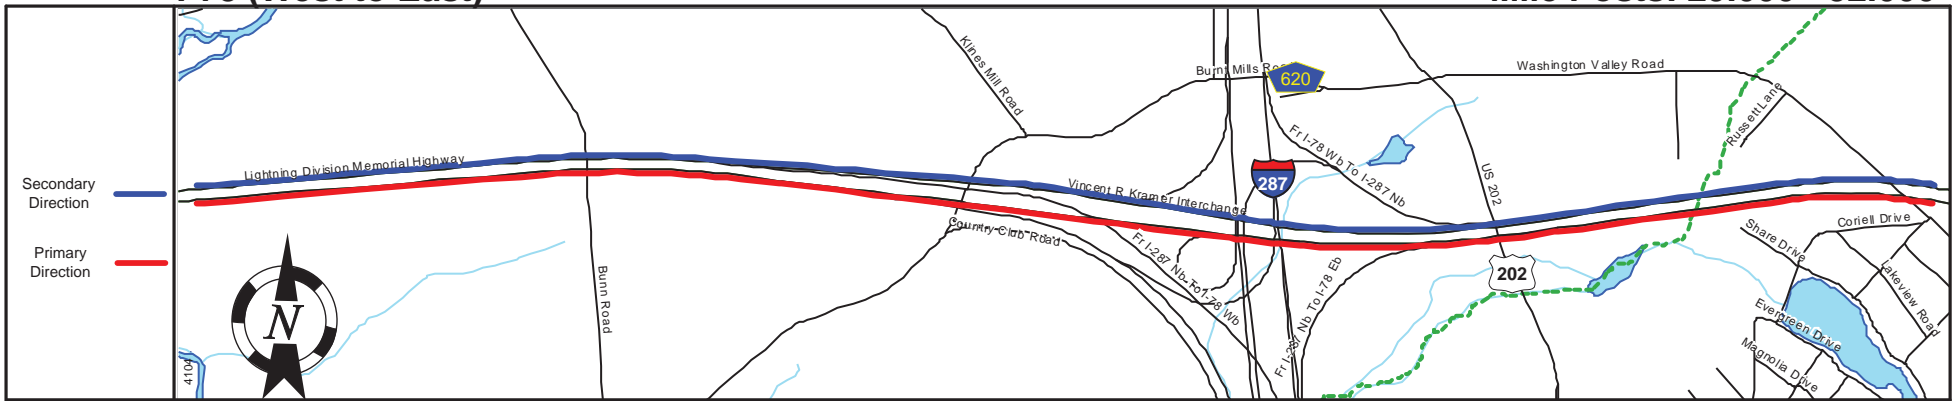 Secondary
Direction
Primary
Direction
Lightning Division Memorial Highway
Klines Mill Road
Burnt Mills
620
Washington Valley Road
Russett Lane
Fr I-78 Wb To I-287 Nb
287
US 202
Vincent R Kramer Interchange
Country Club Road
Fr I-287 Nb To I-78 Wb
Fr I-287 Nb To I-78 Eb
202
Bunn Road
N
4104
Share Drive
Coriell Drive
Lakeview Road
Evergreen Drive
Magnolia Drive